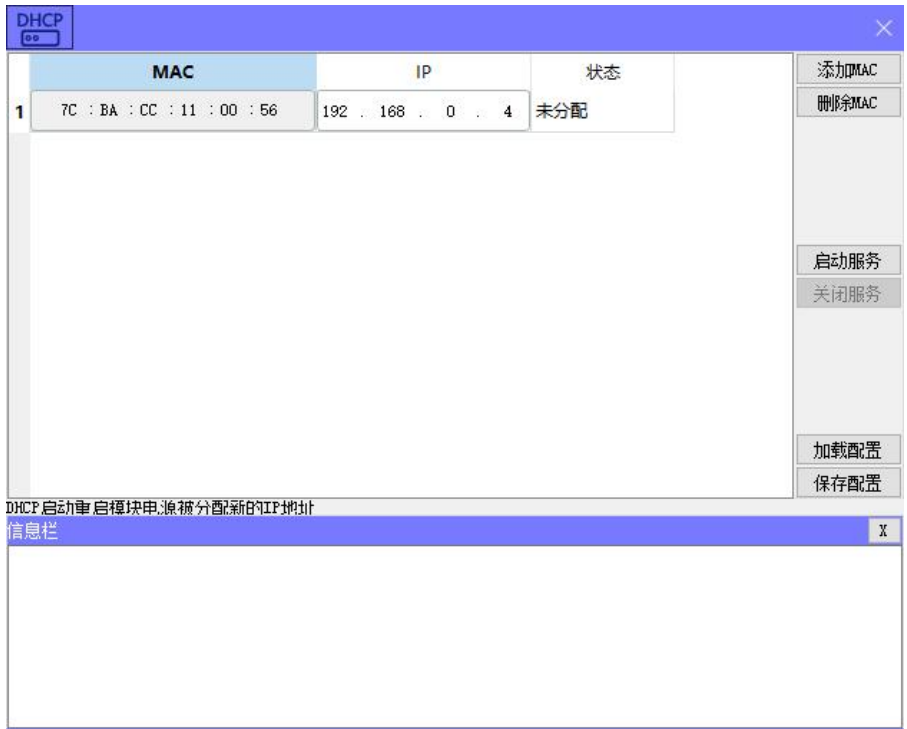 DHCP
MAC IP 状态 添加MAC
1 7C : BA : CC : 11 : 00 : 56 192 . 168 . 0 . 4 未分配 删除MAC
启动服务
关闭服务
加载配置
保存配置
DHCP启动重启模块电源被分配新的IP地址
信息栏 X